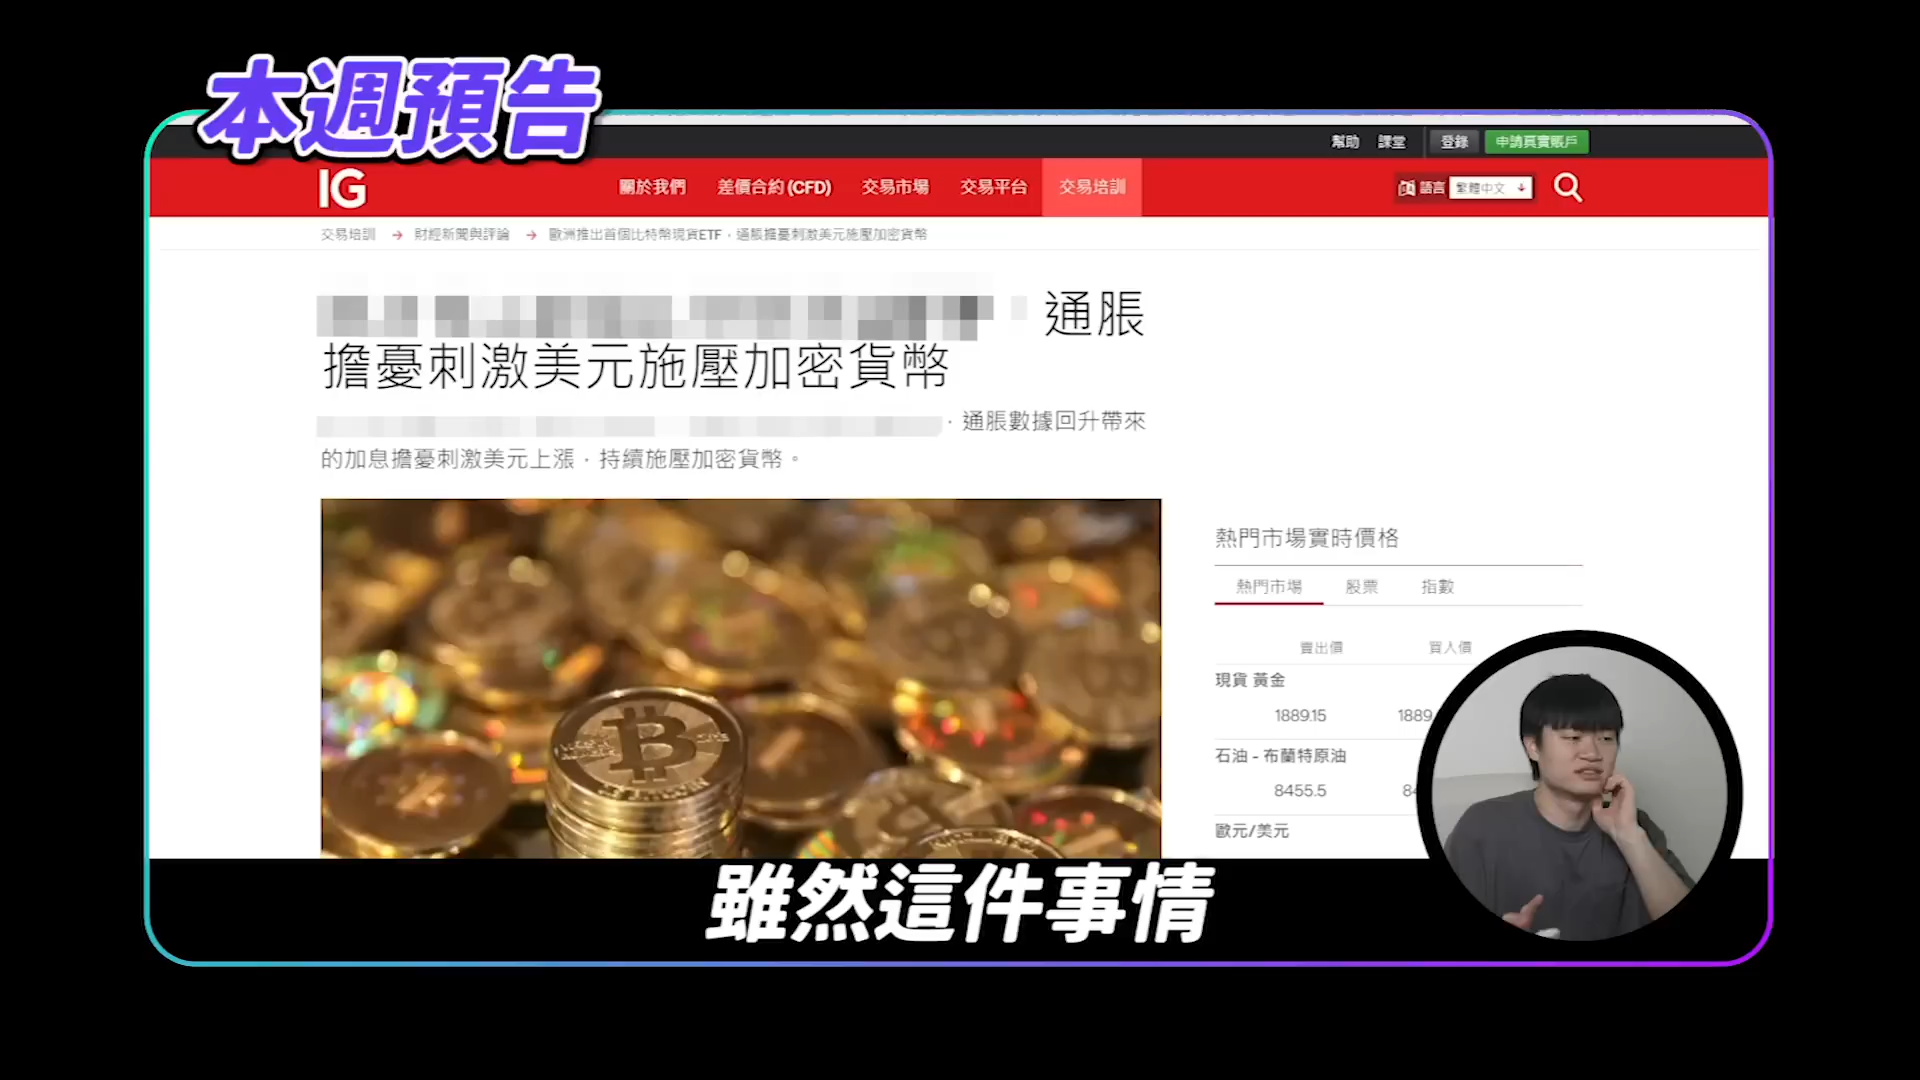 本週預告
幫助 課堂 登錄 申請真實賬戶
IG 關於我們 差價合約 (CFD) 交易市場 交易平台 交易培訓 語言 繁體中文
交易培訓 → 財經新聞與評論 → 歐洲推出首個比特幣現貨ETF，通脹擔憂刺激美元施壓加密貨幣
通脹
擔憂刺激美元施壓加密貨幣
，通脹數據回升帶來
的加息擔憂刺激美元上漲，持續施壓加密貨幣。
熱門市場實時價格
熱門市場 股票 指數
賣出價 買入價
現貨 黃金
1889.15 1889
石油 - 布蘭特原油
8455.5 84
歐元/美元
雖然這件事情